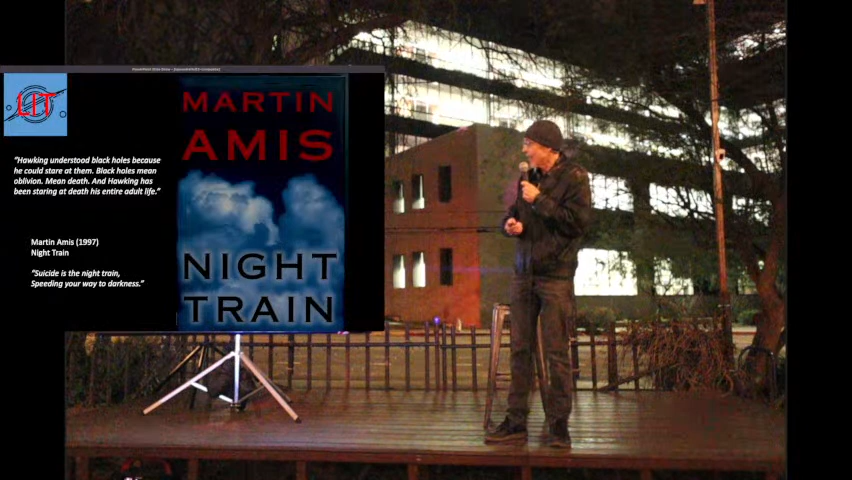 LIT
MARTIN
AMIS
"Hawking understood black holes because
he could stare at them. Black holes mean
oblivion. Mean death. And Hawking has
been staring at death his entire adult life."
Martin Amis (1997)
Night Train
"Suicide is the night train,
Speeding your way to darkness."
NIGHT
TRAIN